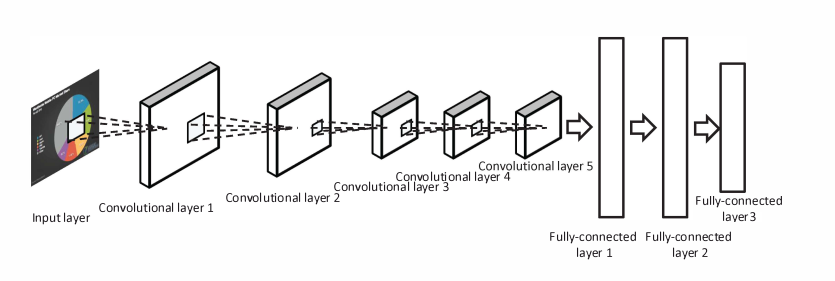 Input layer
Convolutional layer 1
Convolutional layer 2
Convolutional layer 3
Convolutional layer 4
Convolutional layer 5
Fully-connected
layer 1
Fully-connected
layer 2
Fully-connected
layer3